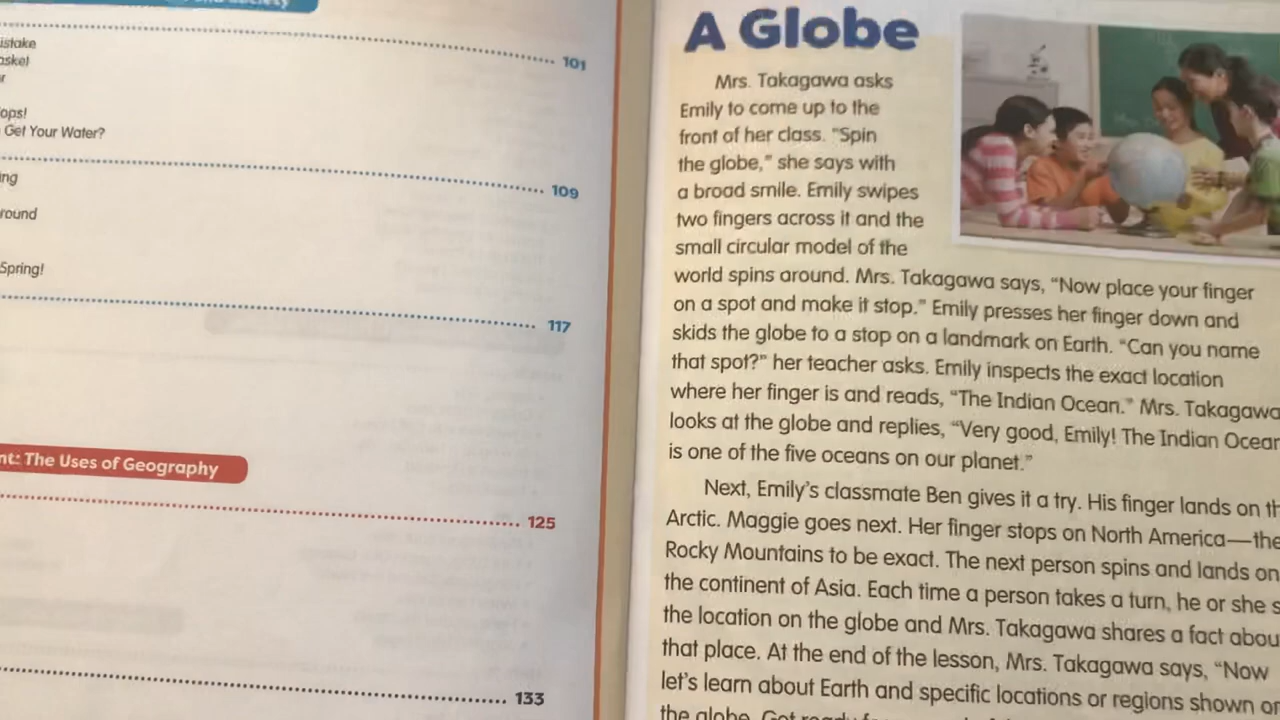 Society
istake
asket
r
101
ops!
Get Your Water?
109
ing
round
Spring!
117
nt: The Uses of Geography
125
133
A Globe
Mrs. Takagawa asks
Emily to come up to the
front of her class. “Spin
the globe,” she says with
a broad smile. Emily swipes
two fingers across it and the
small circular model of the
world spins around. Mrs. Takagawa says, “Now place your finger
on a spot and make it stop.” Emily presses her finger down and
skids the globe to a stop on a landmark on Earth. “Can you name
that spot?” her teacher asks. Emily inspects the exact location
where her finger is and reads, “The Indian Ocean.” Mrs. Takagawa
looks at the globe and replies, “Very good, Emily! The Indian Ocean
is one of the five oceans on our planet.”
Next, Emily’s classmate Ben gives it a try. His finger lands on th
Arctic. Maggie goes next. Her finger stops on North America—the
Rocky Mountains to be exact. The next person spins and lands on
the continent of Asia. Each time a person takes a turn, he or she s
the location on the globe and Mrs. Takagawa shares a fact abou
that place. At the end of the lesson, Mrs. Takagawa says, “Now
let’s learn about Earth and specific locations or regions shown on
the globe. Get ready